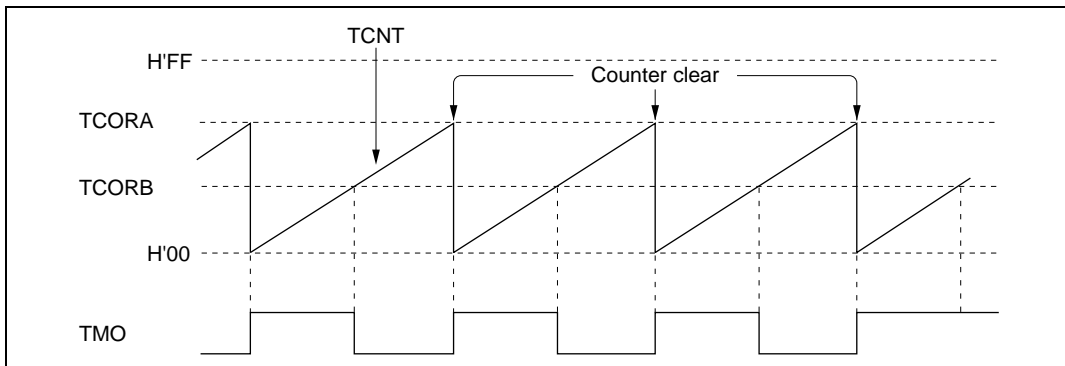 TCNT
H'FF
Counter clear
TCORA
TCORB
H'00
TMO